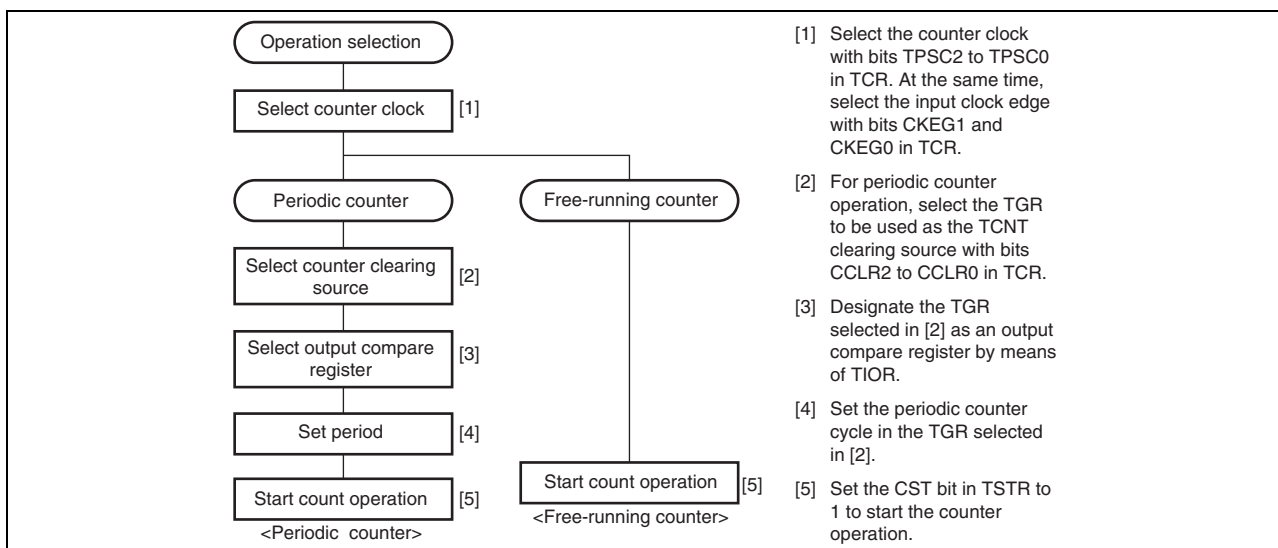 Operation selection
Select counter clock
[1]
Periodic counter
Free-running counter
Select counter clearing
source
[2]
Select output compare
register
[3]
Set period
[4]
Start count operation
[5]
<Periodic counter>
Start count operation
[5]
<Free-running counter>
[1] Select the counter clock
with bits TPSC2 to TPSC0
in TCR. At the same time,
select the input clock edge
with bits CKEG1 and
CKEG0 in TCR.
[2] For periodic counter
operation, select the TGR
to be used as the TCNT
clearing source with bits
CCLR2 to CCLR0 in TCR.
[3] Designate the TGR
selected in [2] as an output
compare register by means
of TIOR.
[4] Set the periodic counter
cycle in the TGR selected
in [2].
[5] Set the CST bit in TSTR to
1 to start the counter
operation.